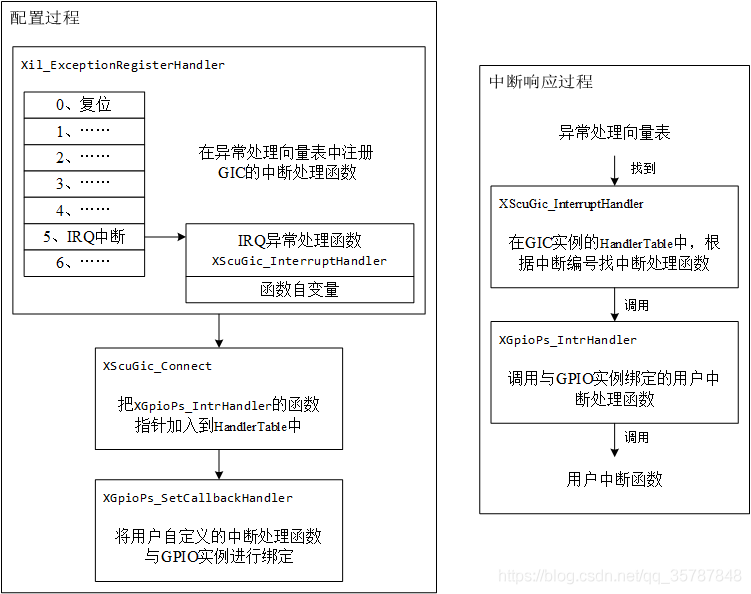 配置过程
Xil_ExceptionRegisterHandler
0、复位
1、……
2、……
3、……
4、……
5、IRQ中断
6、……
在异常处理向量表中注册
GIC的中断处理函数
IRQ异常处理函数
XScuGic_InterruptHandler
函数自变量
XScuGic_Connect
把XGpioPs_IntrHandler的函数
指针加入到HandlerTable中
XGpioPs_SetCallbackHandler
将用户自定义的中断处理函数
与GPIO实例进行绑定
中断响应过程
异常处理向量表
找到
XScuGic_InterruptHandler
在GIC实例的HandlerTable中，根
据中断编号找中断处理函数
调用
XGpioPs_IntrHandler
调用与GPIO实例绑定的用户中
断处理函数
调用
用户中断函数
https://blog.csdn.net/qq_35787848